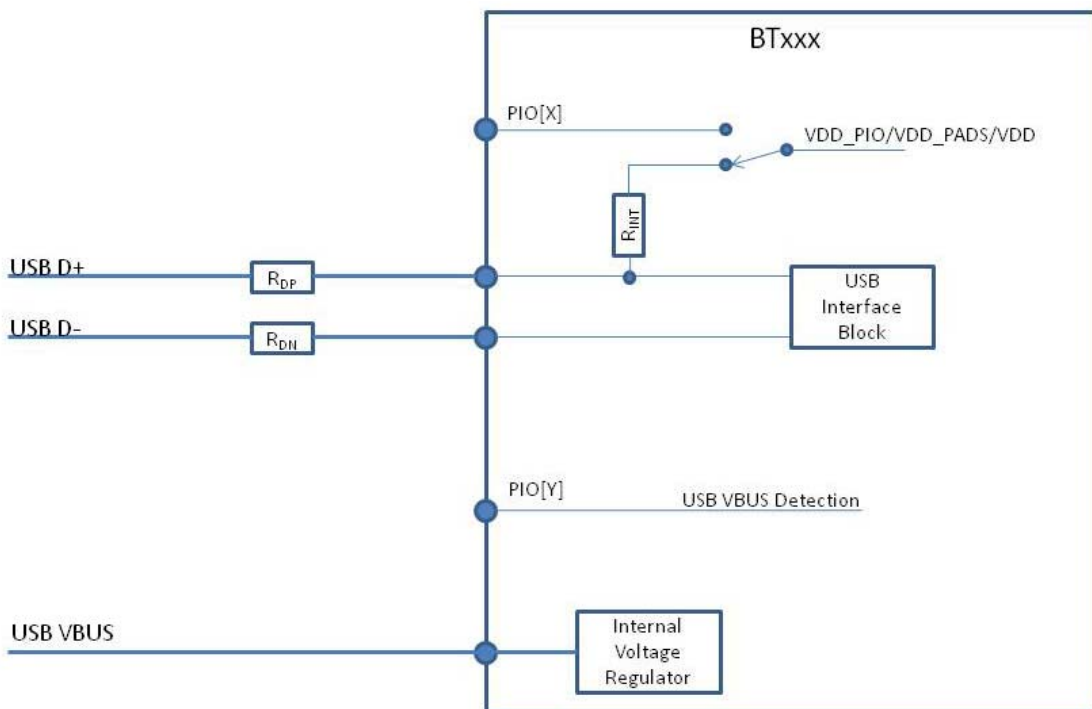 BTxxx
PIO[X]
VDD_PIO/VDD_PADS/VDD
RINT
USB D+
RDP
USB
Interface
Block
USB D-
RDN
PIO[Y]
USB VBUS Detection
USB VBUS
Internal
Voltage
Regulator